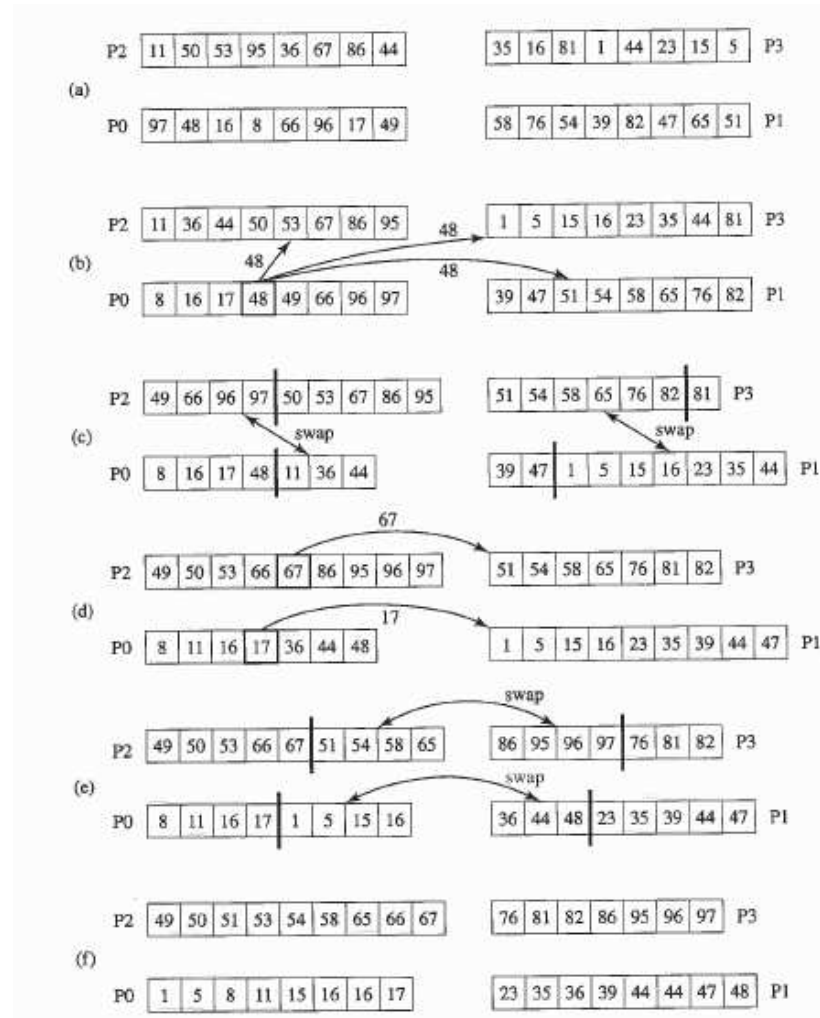 P2 11 50 53 95 36 67 86 44 35 16 81 1 44 23 15 5 P3
(a)
P0 97 48 16 8 66 96 17 49 58 76 54 39 82 47 65 51 P1
P2 11 36 44 50 53 67 86 95 1 5 15 16 23 35 44 81 P3
48
(b) 48 48
P0 8 16 17 48 49 66 96 97 39 47 51 54 58 65 76 82 P1
P2 49 66 96 97 50 53 67 86 95 51 54 58 65 76 82 81 P3
(c) swap swap
P0 8 16 17 48 11 36 44 39 47 1 5 15 16 23 35 44 P1
67
P2 49 50 53 66 67 86 95 96 97 51 54 58 65 76 81 82 P3
(d) 17
P0 8 11 16 17 36 44 48 1 5 15 16 23 35 39 44 47 P1
swap
P2 49 50 53 66 67 51 54 58 65 86 95 96 97 76 81 82 P3
(e) swap
P0 8 11 16 17 1 5 15 16 36 44 48 23 35 39 44 47 P1
P2 49 50 51 53 54 58 65 66 67 76 81 82 86 95 96 97 P3
(f)
P0 1 5 8 11 15 16 16 17 23 35 36 39 44 44 47 48 P1